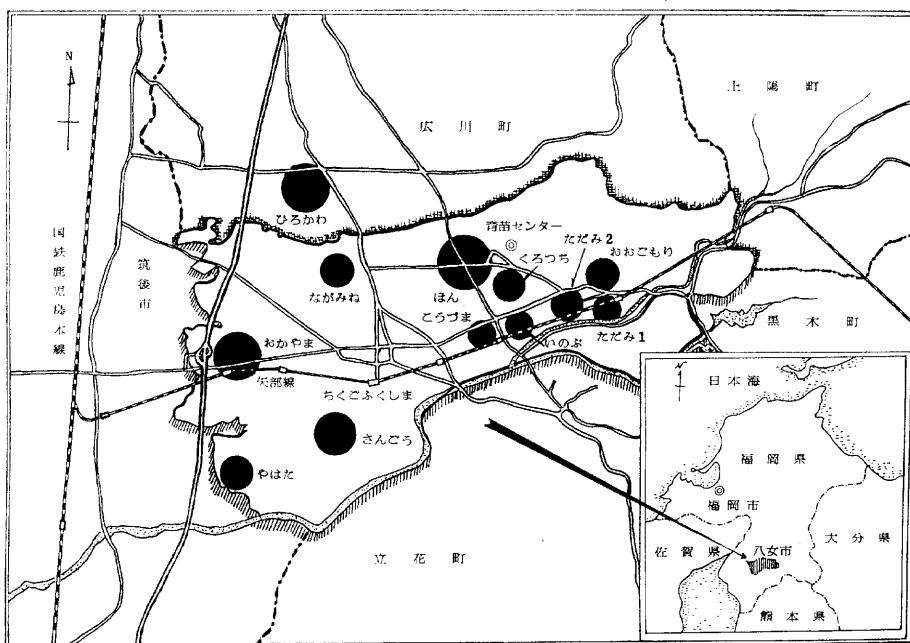 N
上陽町
広川町
国鉄鹿児島本線
筑後市
ひろかわ
育苗センター
ただみ2
おおごもり
くろつち
ながみね
ほん
こうづま
いのぶ
ただみ1
黒木町
おかやま
矢部線
ちくごふくしま
さんごう
やはた
立花町
N
日本海
福岡県
福岡市
佐賀県
八女市
大分県
熊本県